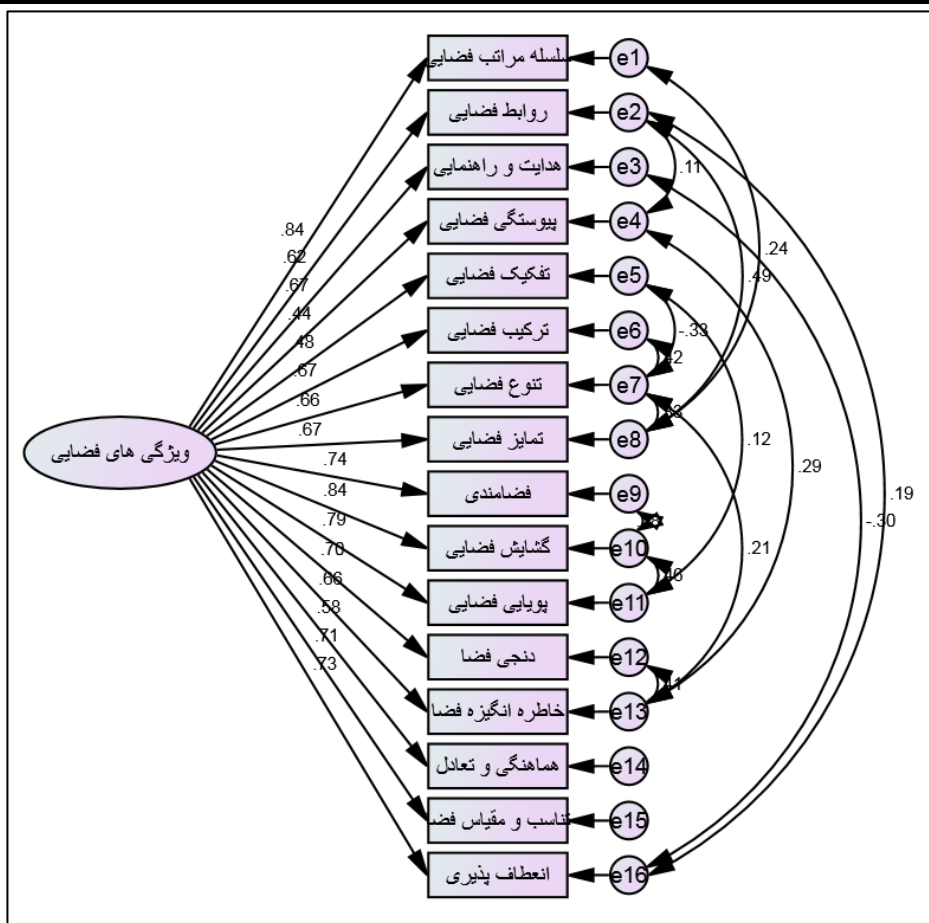 سلسله مراتب فضایی
e1
روابط فضایی
e2
هدایت و راهنمایی
e3
.11
پیوستگی فضایی
e4
.84
.24
.62
.49
تفکیک فضایی
e5
.67
.44
ترکیب فضایی
e6
-.33
.48
.42
.67
تنوع فضایی
e7
.66
.67
تمایز فضایی
e8
.12
ویژگی های فضایی
.74
.29
فضامندی
e9
.19
.84
.79
-.30
گشایش فضایی
e10
.21
.70
.66
پویایی فضایی
e11
.58
.71
.73
دنجی فضا
e12
خاطره انگیزه فضا
e13
هماهنگی و تعادل
e14
تناسب و مقیاس فضا
e15
انعطاف پذیری
e16